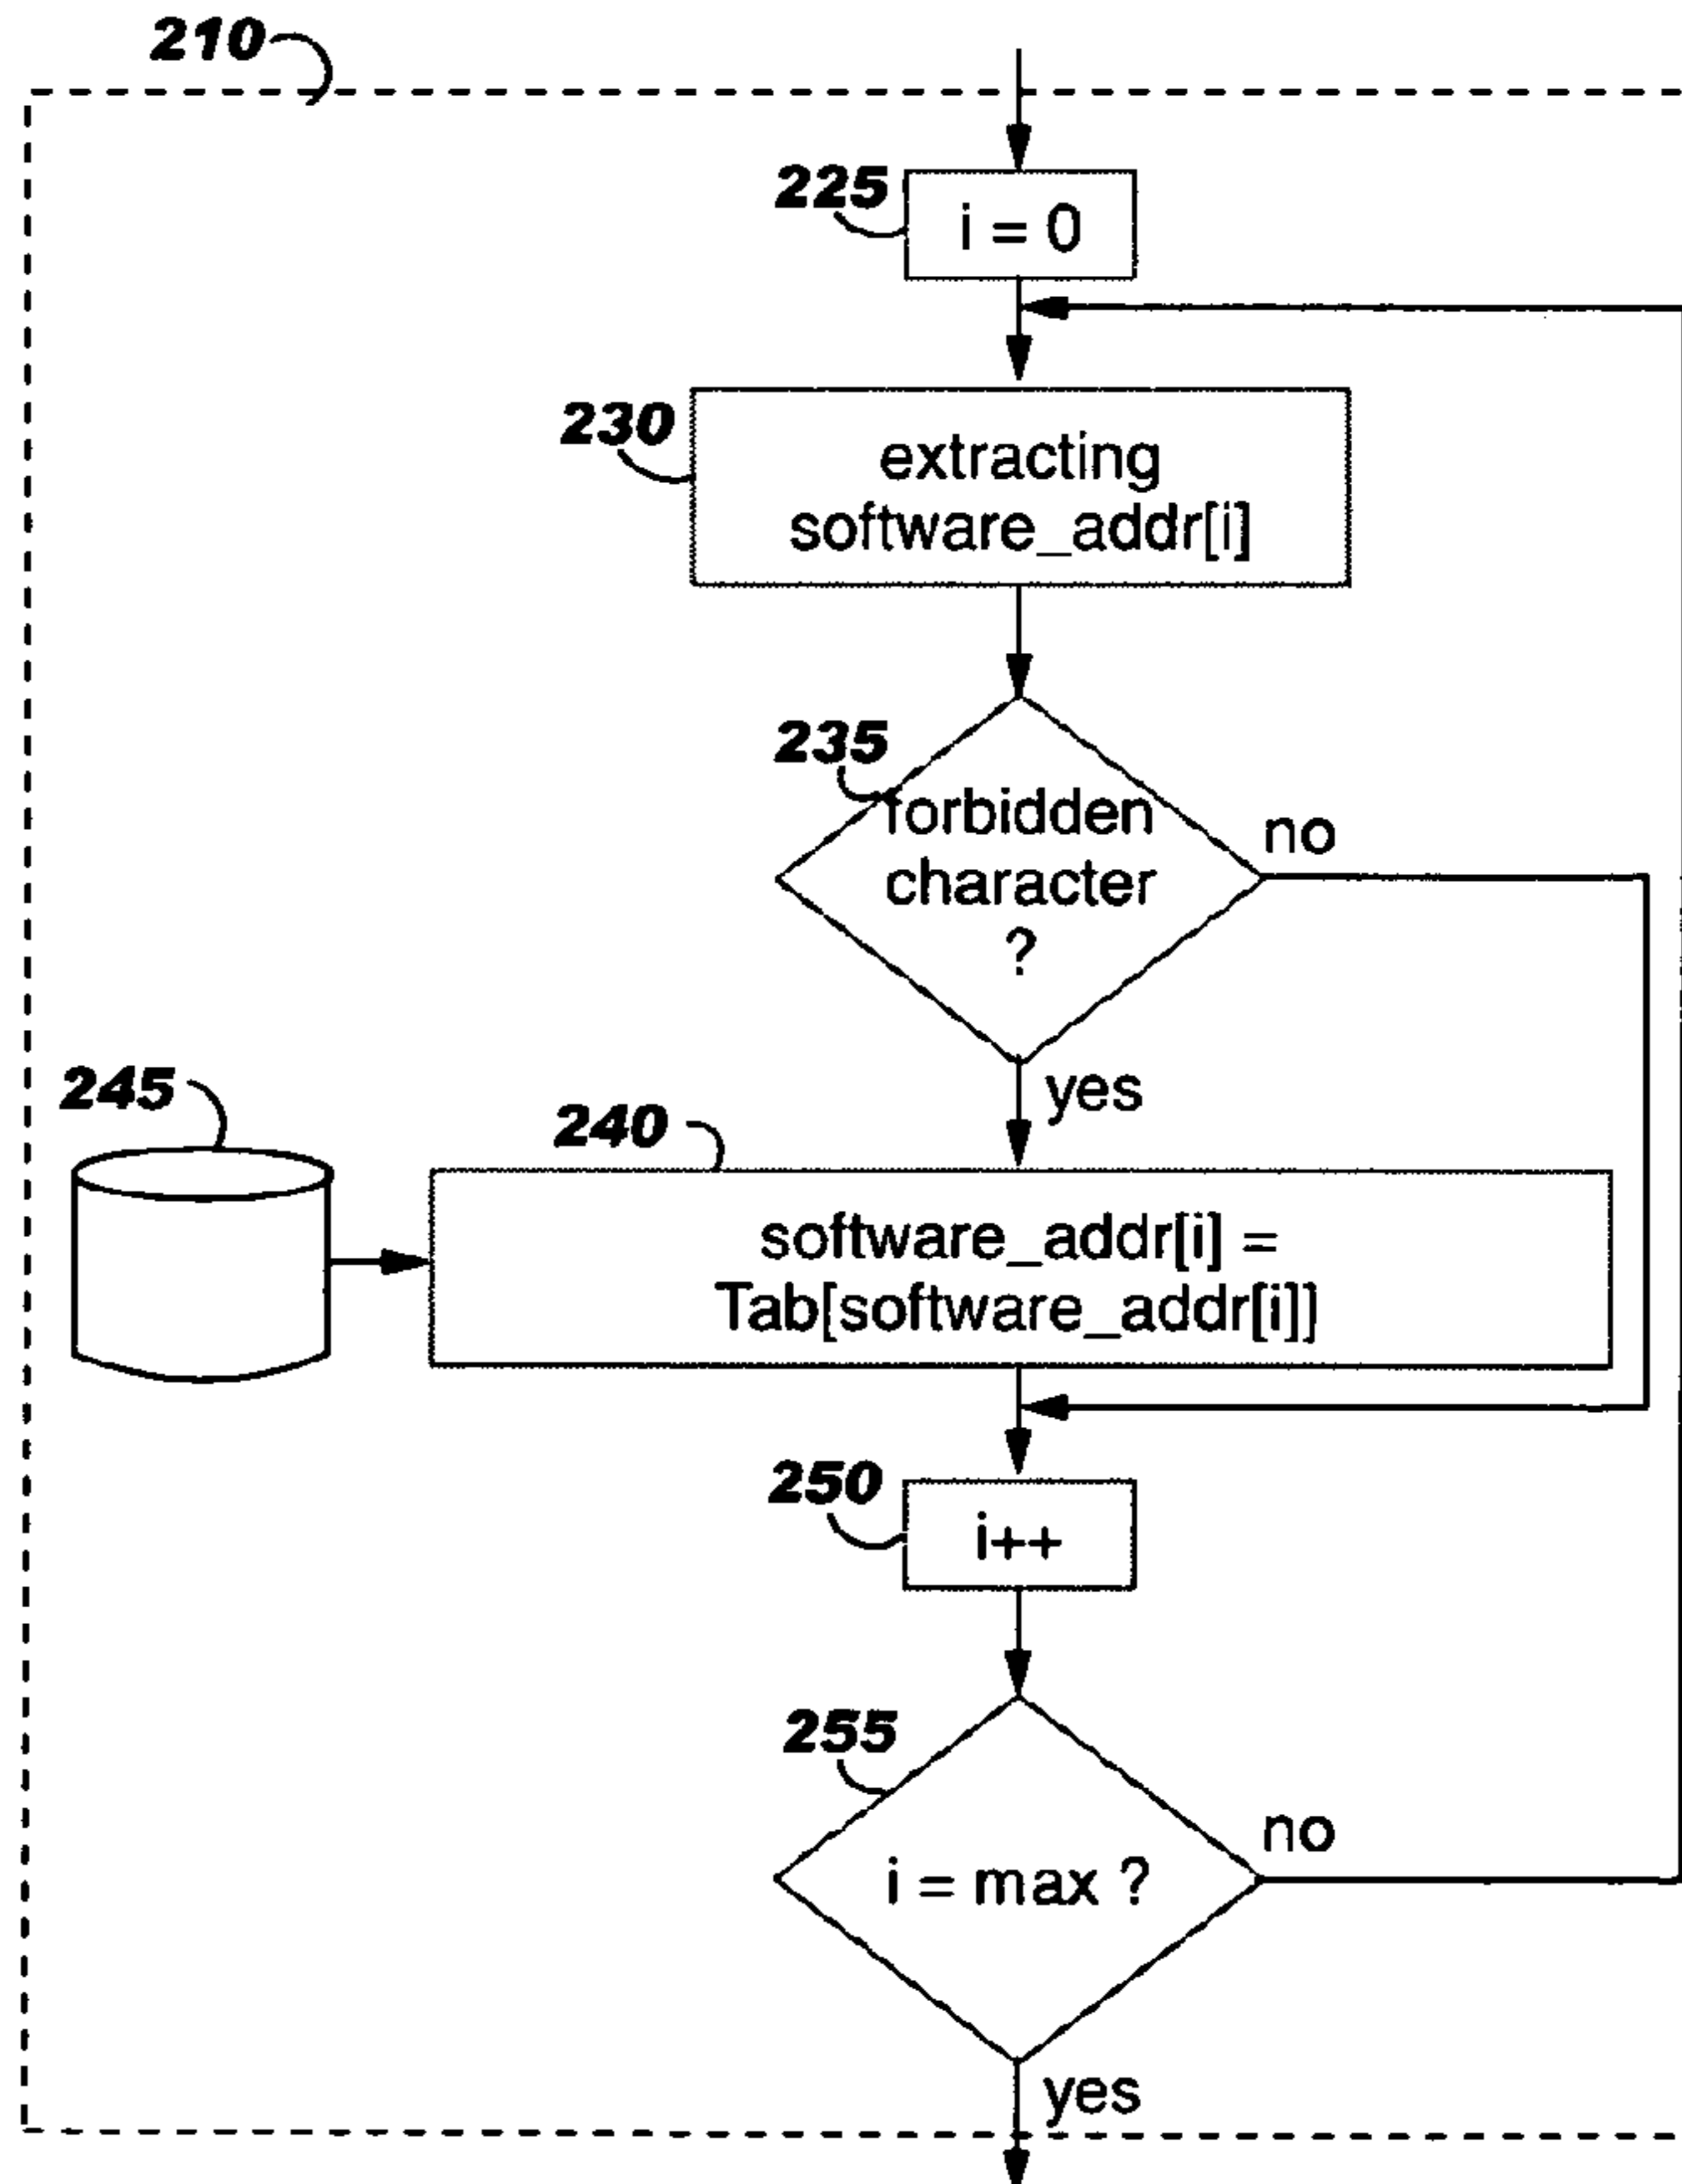 210
225
i = 0
230
extracting
software_addr[i]
235
forbidden
character
?
no
yes
245
240
software_addr[i] =
Tab[software_addr[i]]
250
i++
255
i = max ?
no
yes